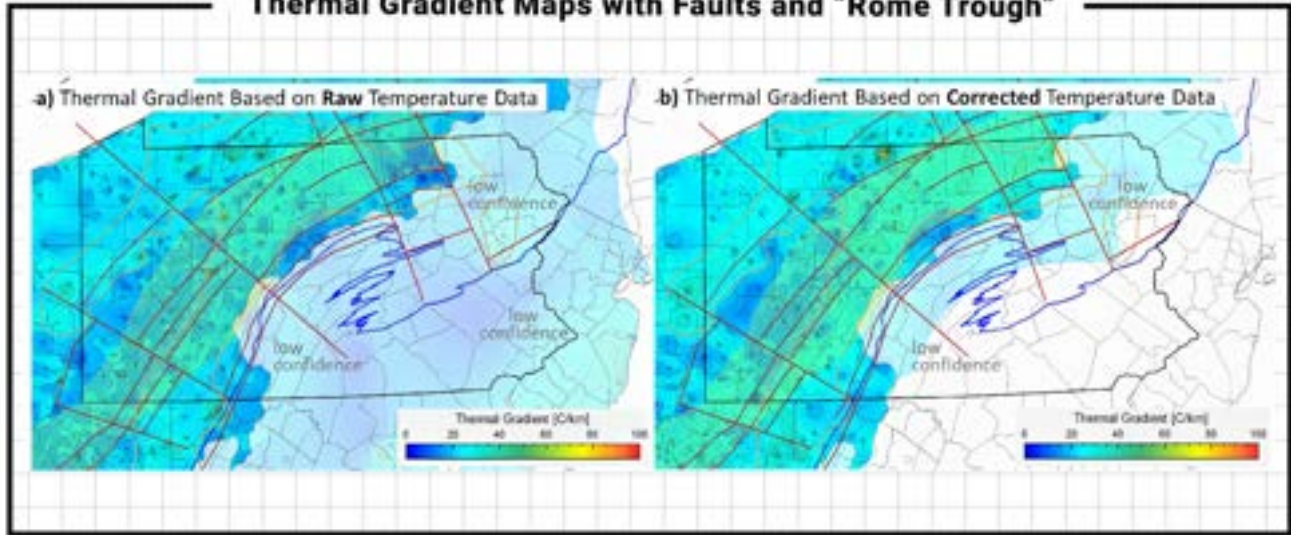 Thermal Gradient Maps with Faults and "Rome Trough"
a) Thermal Gradient Based on Raw Temperature Data
b) Thermal Gradient Based on Corrected Temperature Data
low
confidence
low
confidence
low
confidence
low
confidence
low
confidence
Thermal Gradient [C/km]
0 20 40 60 80 100
Thermal Gradient [C/km]
0 20 40 60 80 100